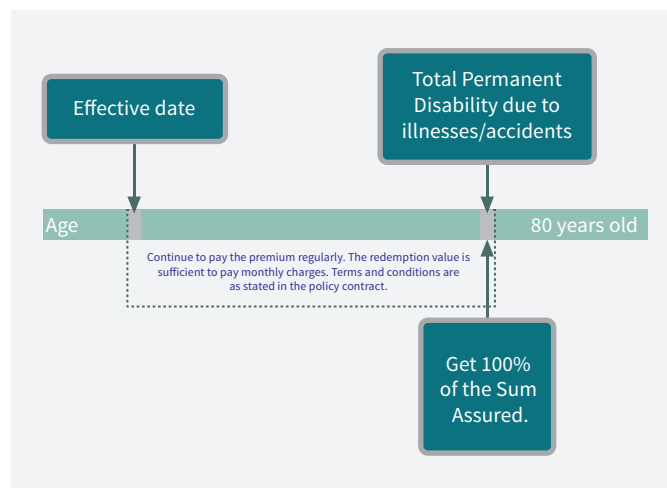 Effective date
Total Permanent
Disability due to
illnesses/accidents
Age
80 years old
Continue to pay the premium regularly. The redemption value is
sufficient to pay monthly charges. Terms and conditions are
as stated in the policy contract.
Get 100%
of the Sum
Assured.